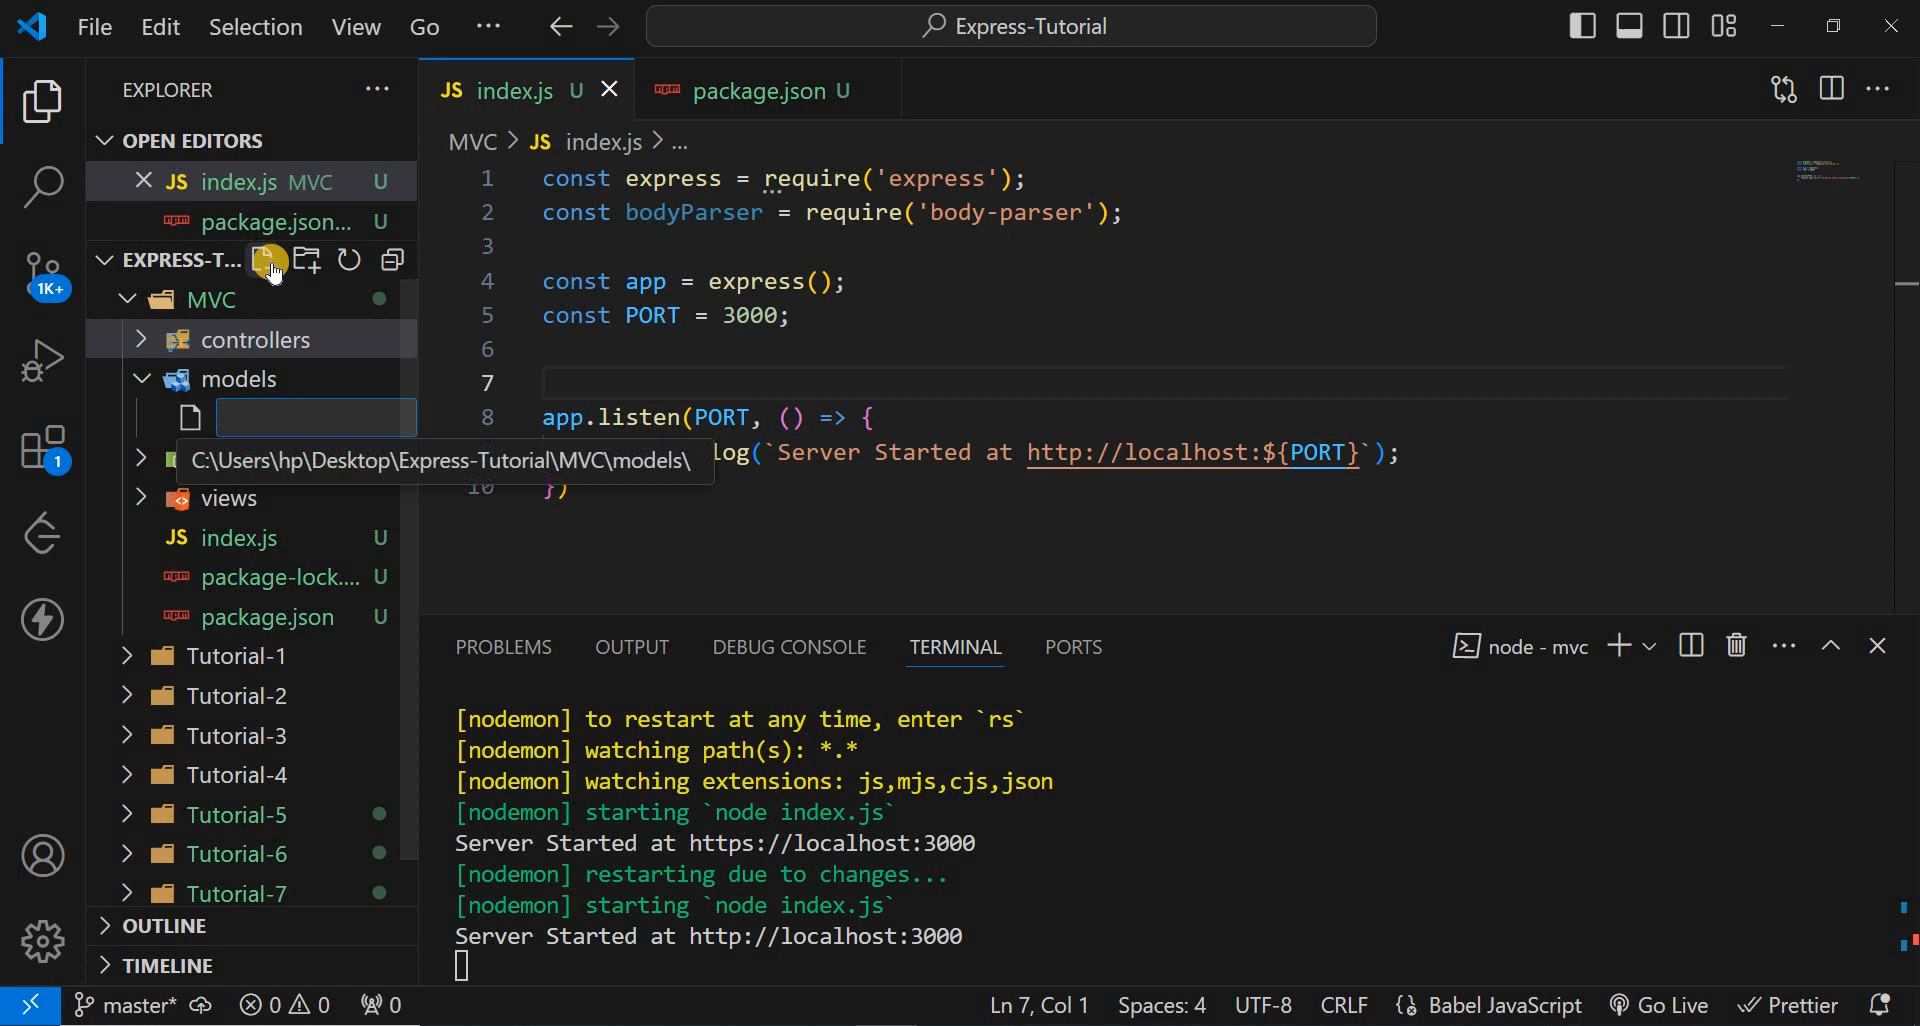 File Edit Selection View Go ··· Express-Tutorial
EXPLORER ···
OPEN EDITORS
JS index.js MVC U
package.json... U
EXPRESS-T...
MVC
controllers
models
C:\Users\hp\Desktop\Express-Tutorial\MVC\models\
views
JS index.js U
package-lock.... U
package.json U
Tutorial-1
Tutorial-2
Tutorial-3
Tutorial-4
Tutorial-5
Tutorial-6
Tutorial-7
OUTLINE
TIMELINE
1K+
1
JS index.js U
package.json U
MVC > JS index.js > ...
1 const express = require('express');
2 const bodyParser = require('body-parser');
3
4 const app = express();
5 const PORT = 3000;
6
7
8 app.listen(PORT, () => {
log(`Server Started at http://localhost:${PORT}`);
10 })
PROBLEMS OUTPUT DEBUG CONSOLE TERMINAL PORTS
node - mvc
[nodemon] to restart at any time, enter `rs`
[nodemon] watching path(s): *.*
[nodemon] watching extensions: js,mjs,cjs,json
[nodemon] starting `node index.js`
Server Started at https://localhost:3000
[nodemon] restarting due to changes...
[nodemon] starting `node index.js`
Server Started at http://localhost:3000
master* 0 0 0 Ln 7, Col 1 Spaces: 4 UTF-8 CRLF {} Babel JavaScript Go Live Prettier